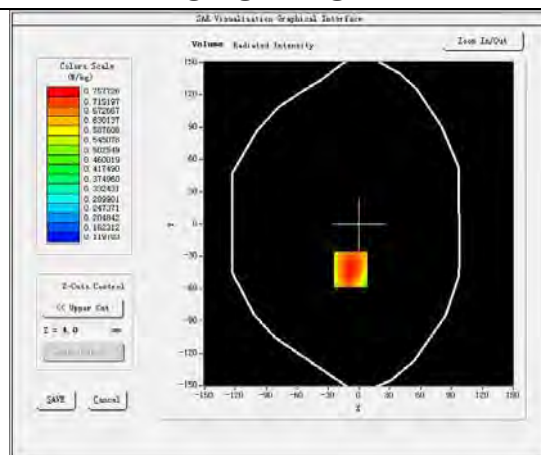 SAR Visualisation Graphical Interface
Volume Radiated Intensity
Zoom In/Out
Colors Scale
(W/kg)
0.757726
0.715197
0.672667
0.630137
0.587608
0.545078
0.502549
0.460019
0.417490
0.374960
0.332431
0.289901
0.247371
0.204842
0.162312
0.119783
Z-Cuts Control
<< Upper Cut
Z = 4.0 mm
SAVE
Cancel
150
120
90
60
30
0
-30
-60
-90
-120
-150
Y
-150 -120 -90 -60 -30 0 30 60 90 120 150
X